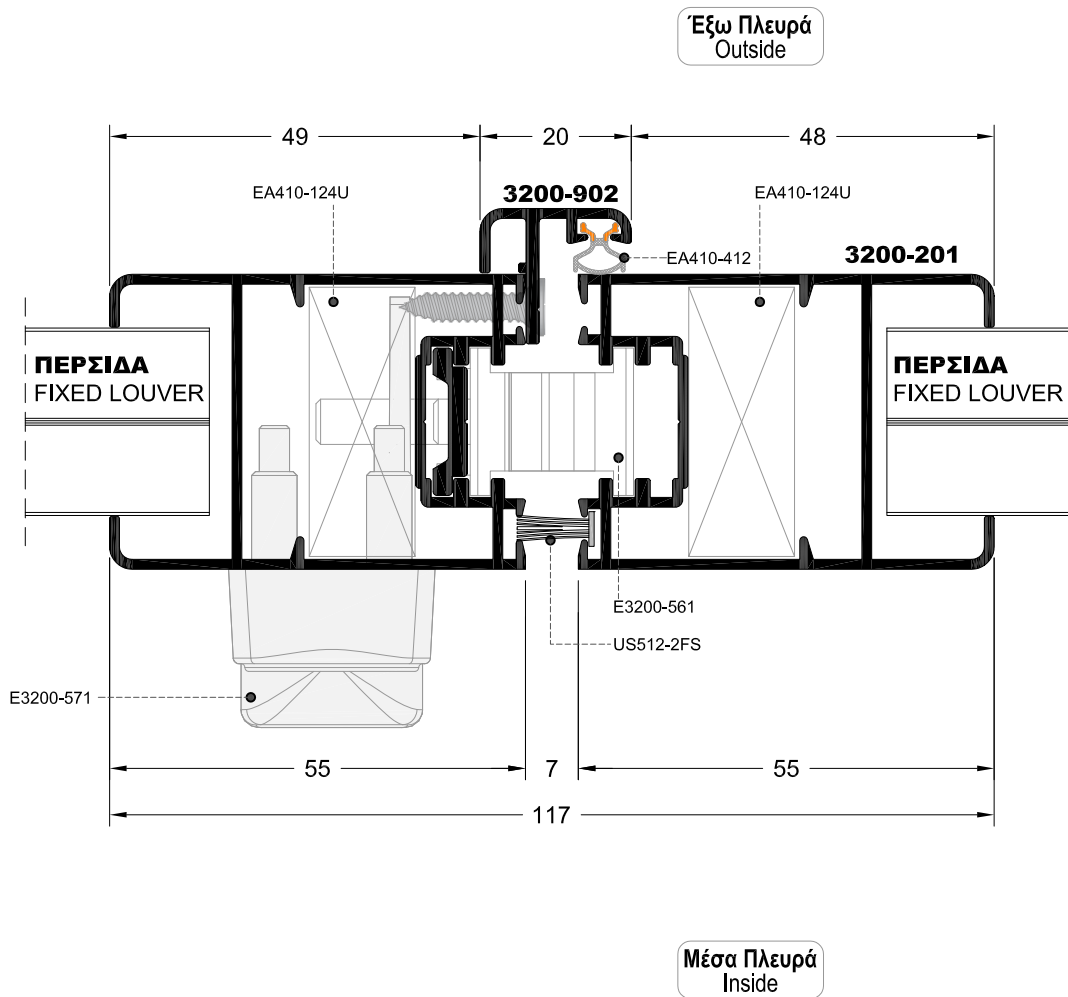 Έξω Πλευρά
Outside
49
20
48
EA410-124U
3200-902
EA410-124U
EA410-412
3200-201
ΠΕΡΣΙΔΑ
FIXED LOUVER
ΠΕΡΣΙΔΑ
FIXED LOUVER
E3200-561
US512-2FS
E3200-571
55
7
55
117
Μέσα Πλευρά
Inside